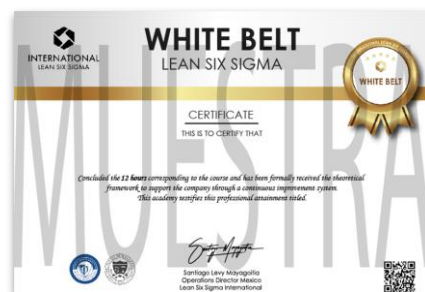 INTERNATIONAL
LEAN SIX SIGMA
WHITE BELT
LEAN SIX SIGMA
WHITE BELT
CERTIFICATE
THIS IS TO CERTIFY THAT
MUESTRA
Concluded the 12 hours corresponding to the course and has been formally received the theoretical
framework to support the company through a continuous improvement system.
This academy testifies this professional attainment titled.
Santiago Levy Mayagoitia
Operations Director Mexico
Lean Six Sigma International